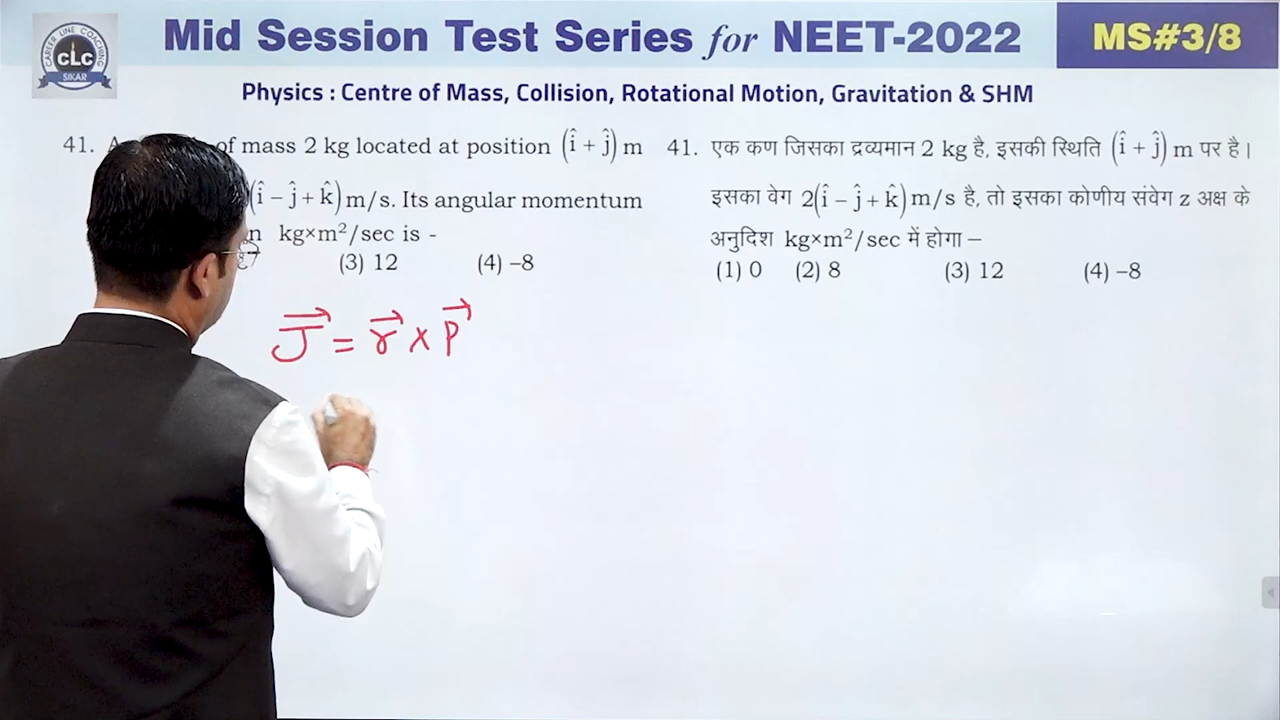 CAREER LINE COACHING
CLC
SIKAR
Mid Session Test Series for NEET-2022
MS#3/8
Physics : Centre of Mass, Collision, Rotational Motion, Gravitation & SHM
41. A of mass 2 kg located at position (î + ĵ) m
(î – ĵ + k̂) m/s. Its angular momentum
kg×m²/sec is -
(3) 12 (4) –8
J⃗ = r⃗ × p⃗
41. एक कण जिसका द्रव्यमान 2 kg है, इसकी स्थिति (î + ĵ) m पर है।
इसका वेग 2(î – ĵ + k̂) m/s है, तो इसका कोणीय संवेग z अक्ष के
अनुदिश kg×m²/sec में होगा –
(1) 0 (2) 8 (3) 12 (4) –8